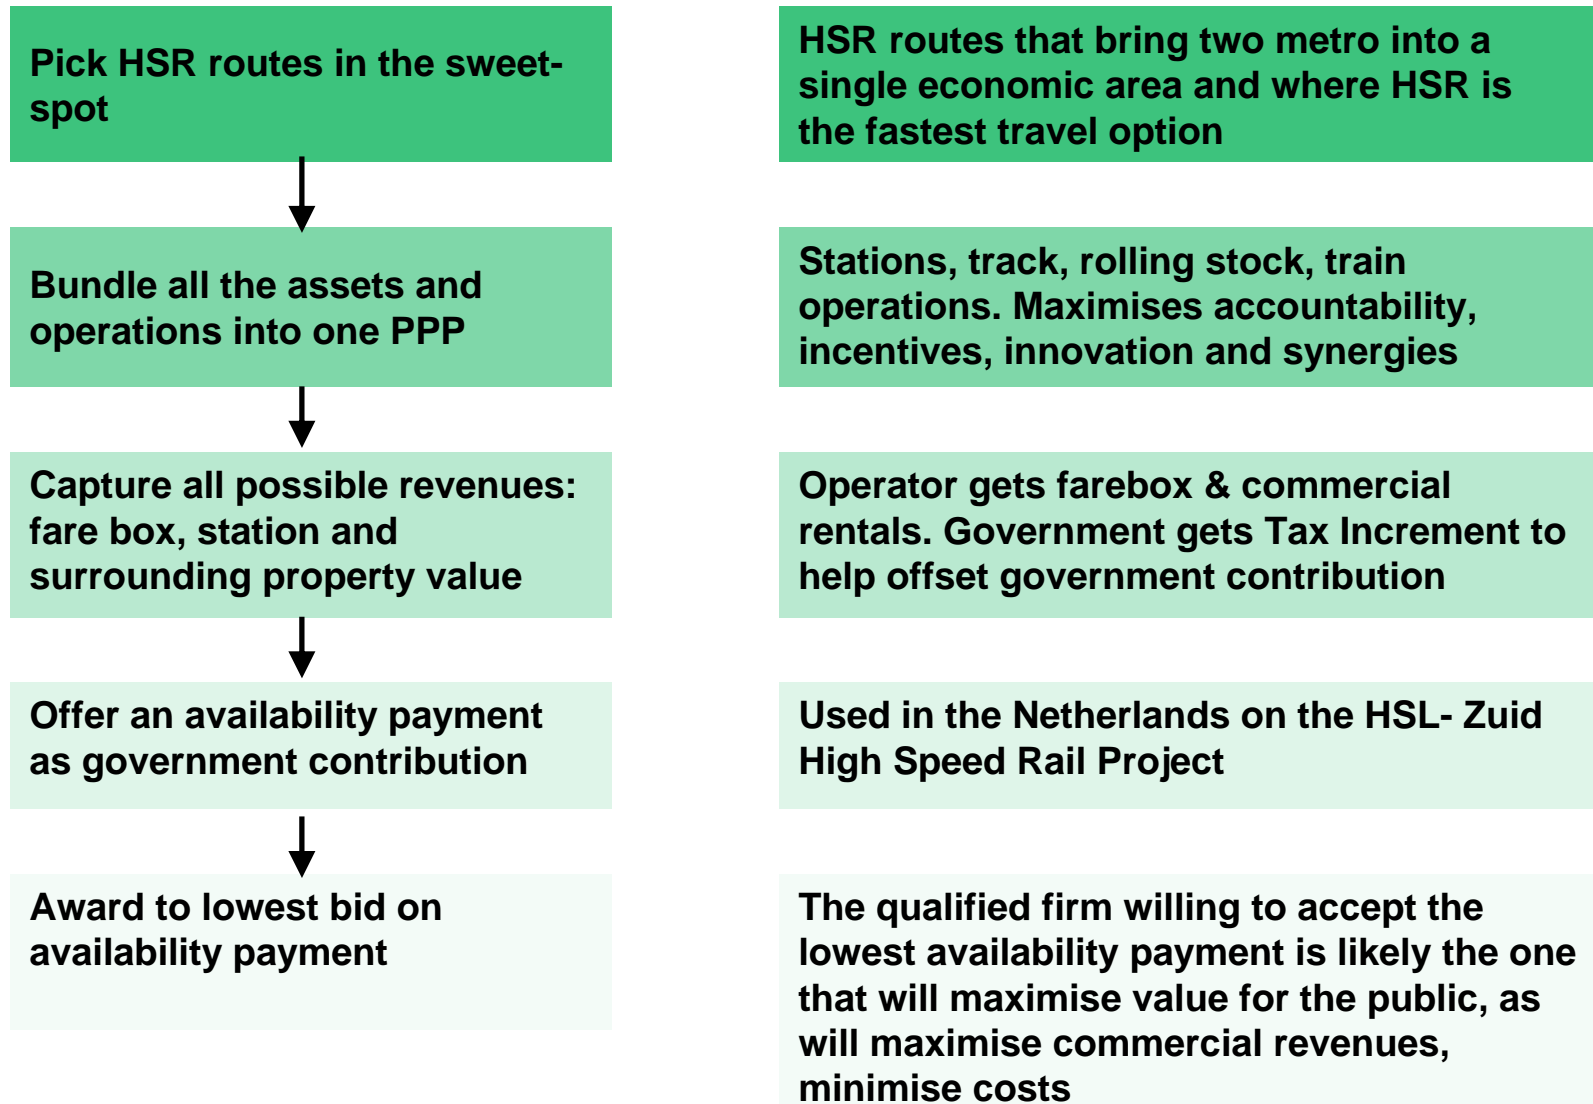 Pick HSR routes in the sweet-
spot
HSR routes that bring two metro into a
single economic area and where HSR is
the fastest travel option
Bundle all the assets and
operations into one PPP
Stations, track, rolling stock, train
operations. Maximises accountability,
incentives, innovation and synergies
Capture all possible revenues:
fare box, station and
surrounding property value
Operator gets farebox & commercial
rentals. Government gets Tax Increment to
help offset government contribution
Offer an availability payment
as government contribution
Used in the Netherlands on the HSL- Zuid
High Speed Rail Project
Award to lowest bid on
availability payment
The qualified firm willing to accept the
lowest availability payment is likely the one
that will maximise value for the public, as
will maximise commercial revenues,
minimise costs